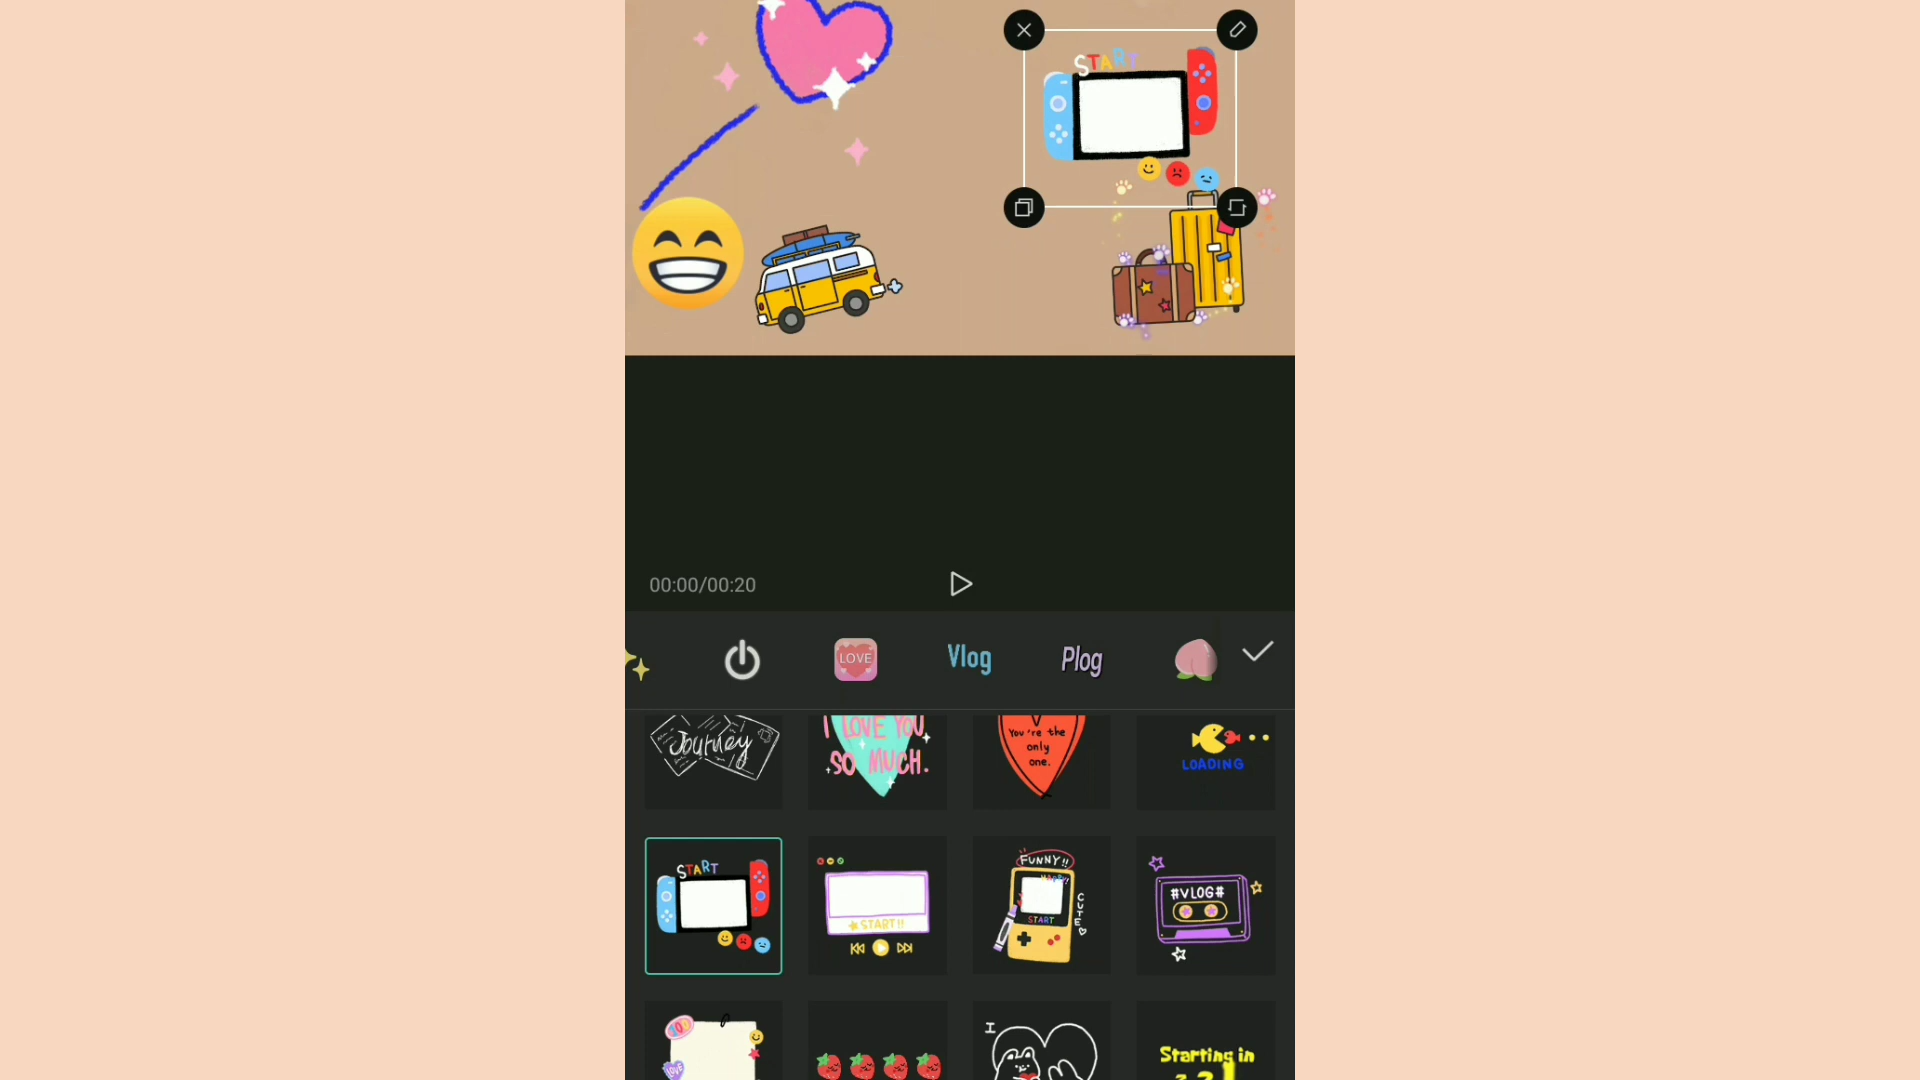 START
00:00/00:20
LOVE
Vlog
Plog
Journey
I LOVE YOU
SO MUCH.
You're the
only
one.
LOADING
START
START!!
FUNNY!!
START
CUTE
#VLOG#
LOVE
I
Starting in